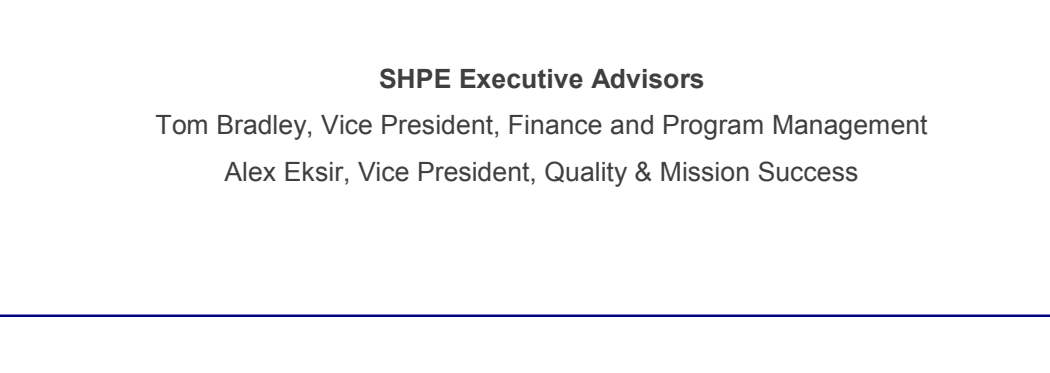 SHPE Executive Advisors
Tom Bradley, Vice President, Finance and Program Management
Alex Eksir, Vice President, Quality & Mission Success